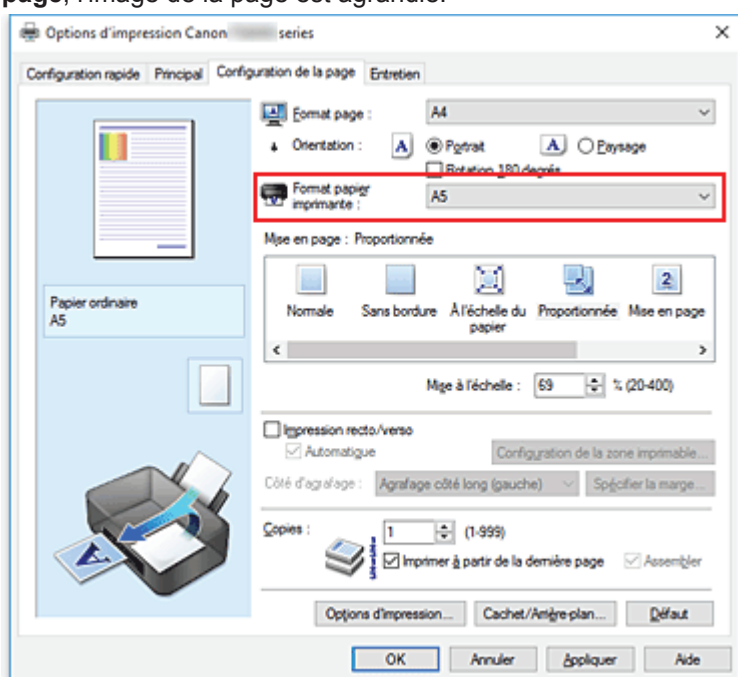 page, l'image de la page est agrandie.
Options d'impression Canon series
Configuration rapide Principal Configuration de la page Entretien
Format page : A4
Orientation : A Portrait A Paysage
Rotation 180 degrés
Format papier imprimante : A5
Mise en page : Proportionnée
Normale Sans bordure À l'échelle du papier Proportionnée Mise en page
2
Papier ordinaire
A5
Mise à l'échelle : 69 % (20-400)
Impression recto/verso
Automatique Configuration de la zone imprimable...
Côté d'agrafage : Agrafage côté long (gauche) Spécifier la marge...
Copies : 1 (1-999)
Imprimer à partir de la dernière page Assembler
A
Options d'impression... Cachet/Arrière-plan... Défaut
OK Annuler Appliquer Aide